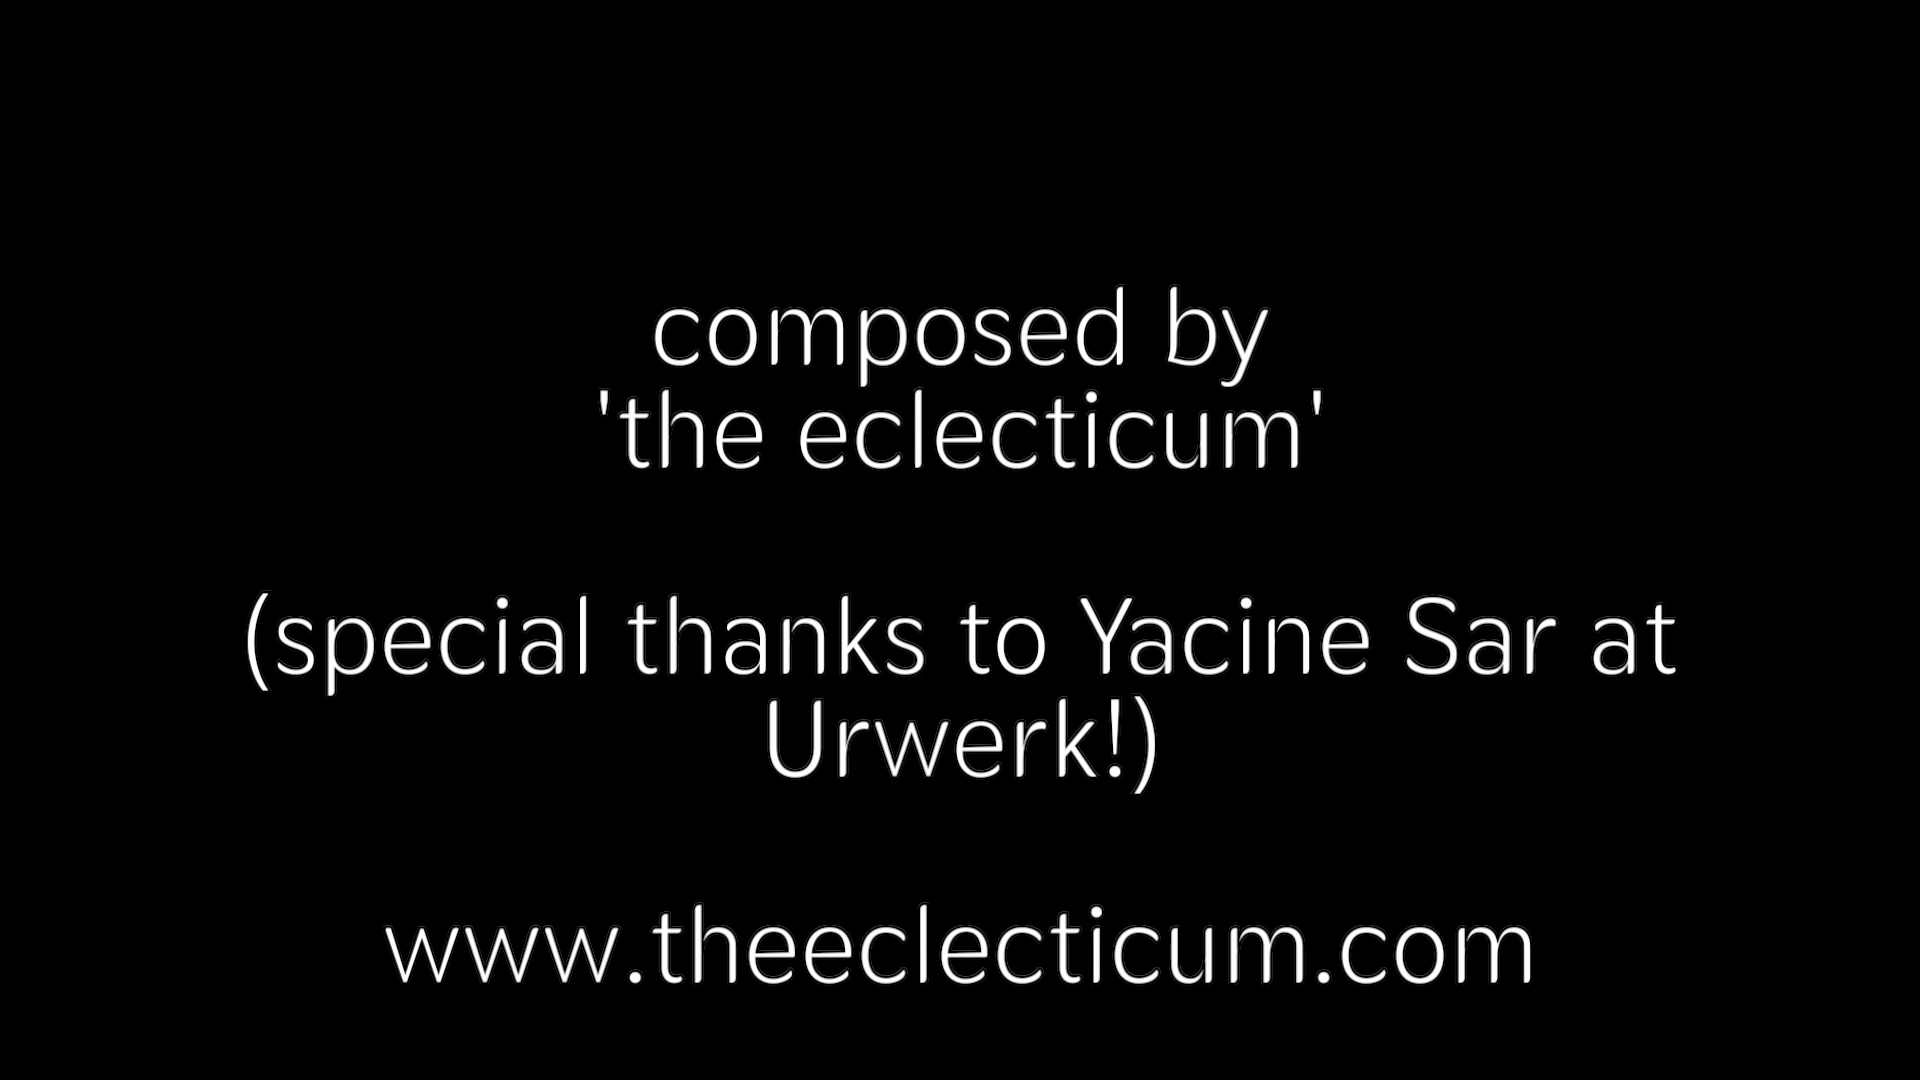 composed by
'the eclecticum'
(special thanks to Yacine Sar at
Urwerk!)
www.theeclecticum.com